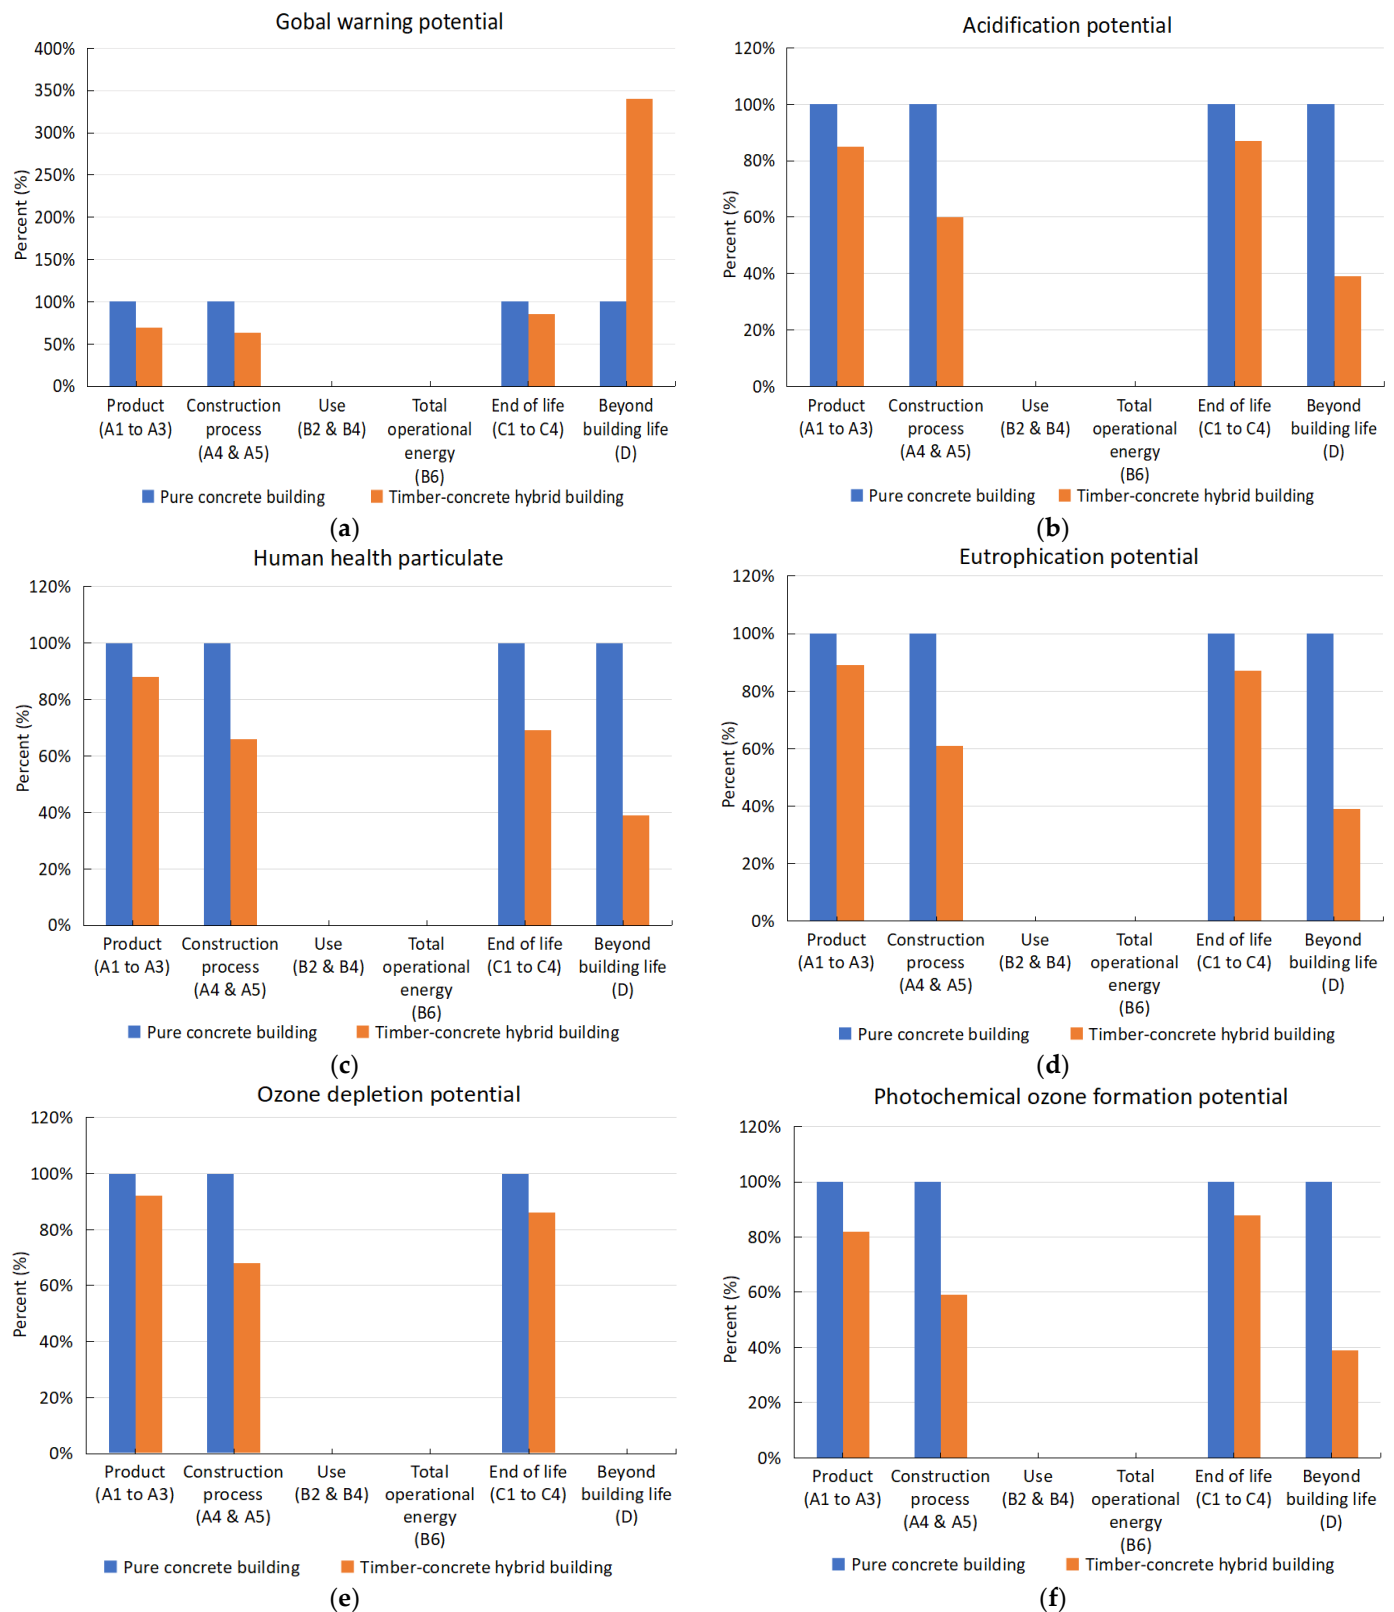 Gobal warning potential
400%
350%
300%
250%
200%
150%
100%
50%
0%
Percent (%)
Product
(A1 to A3)
Construction
process
(A4 & A5)
Use
(B2 & B4)
Total
operational
energy
(B6)
End of life
(C1 to C4)
Beyond
building life
(D)
Pure concrete building
Timber-concrete hybrid building
(a)
Acidification potential
120%
100%
80%
60%
40%
20%
0%
Percent (%)
Product
(A1 to A3)
Construction
process
(A4 & A5)
Use
(B2 & B4)
Total
operational
energy
(B6)
End of life
(C1 to C4)
Beyond
building life
(D)
Pure concrete building
Timber-concrete hybrid building
(b)
Human health particulate
120%
100%
80%
60%
40%
20%
0%
Percent (%)
Product
(A1 to A3)
Construction
process
(A4 & A5)
Use
(B2 & B4)
Total
operational
energy
(B6)
End of life
(C1 to C4)
Beyond
building life
(D)
Pure concrete building
Timber-concrete hybrid building
(c)
Eutrophication potential
120%
100%
80%
60%
40%
20%
0%
Percent (%)
Product
(A1 to A3)
Construction
process
(A4 & A5)
Use
(B2 & B4)
Total
operational
energy
(B6)
End of life
(C1 to C4)
Beyond
building life
(D)
Pure concrete building
Timber-concrete hybrid building
(d)
Ozone depletion potential
120%
100%
80%
60%
40%
20%
0%
Percent (%)
Product
(A1 to A3)
Construction
process
(A4 & A5)
Use
(B2 & B4)
Total
operational
energy
(B6)
End of life
(C1 to C4)
Beyond
building life
(D)
Pure concrete building
Timber-concrete hybrid building
(e)
Photochemical ozone formation potential
120%
100%
80%
60%
40%
20%
0%
Percent (%)
Product
(A1 to A3)
Construction
process
(A4 & A5)
Use
(B2 & B4)
Total
operational
energy
(B6)
End of life
(C1 to C4)
Beyond
building life
(D)
Pure concrete building
Timber-concrete hybrid building
(f)